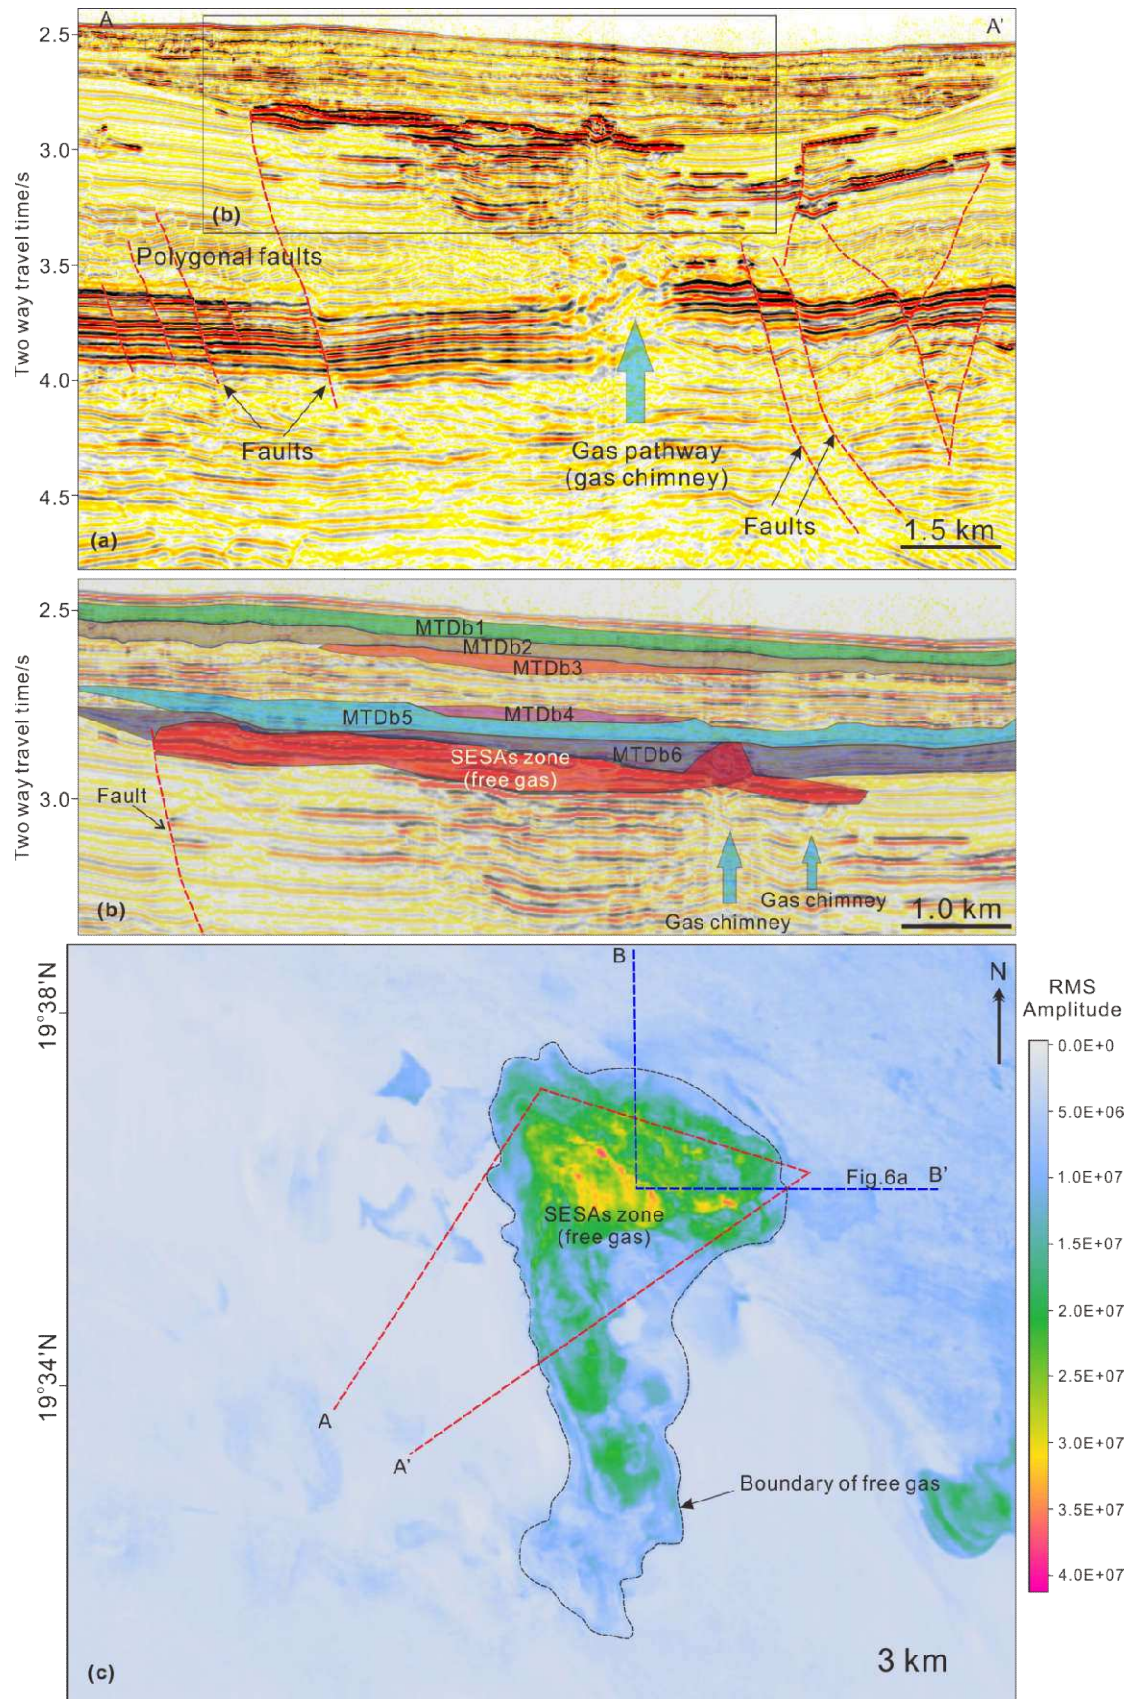 A
A'
2.5
3.0
3.5
4.0
4.5
Two way travel time/s
(b)
Polygonal faults
Faults
Gas pathway
(gas chimney)
Faults
1.5 km
(a)
2.5
3.0
Two way travel time/s
MTDb1
MTDb2
MTDb3
MTDb4
MTDb5
MTDb6
SESAs zone
(free gas)
Fault
Gas chimney
Gas chimney
1.0 km
(b)
19°38'N
19°34'N
B
N
Fig.6a
B'
SESAs zone
(free gas)
A
A'
Boundary of free gas
3 km
(c)
RMS
Amplitude
0.0E+0
5.0E+06
1.0E+07
1.5E+07
2.0E+07
2.5E+07
3.0E+07
3.5E+07
4.0E+07